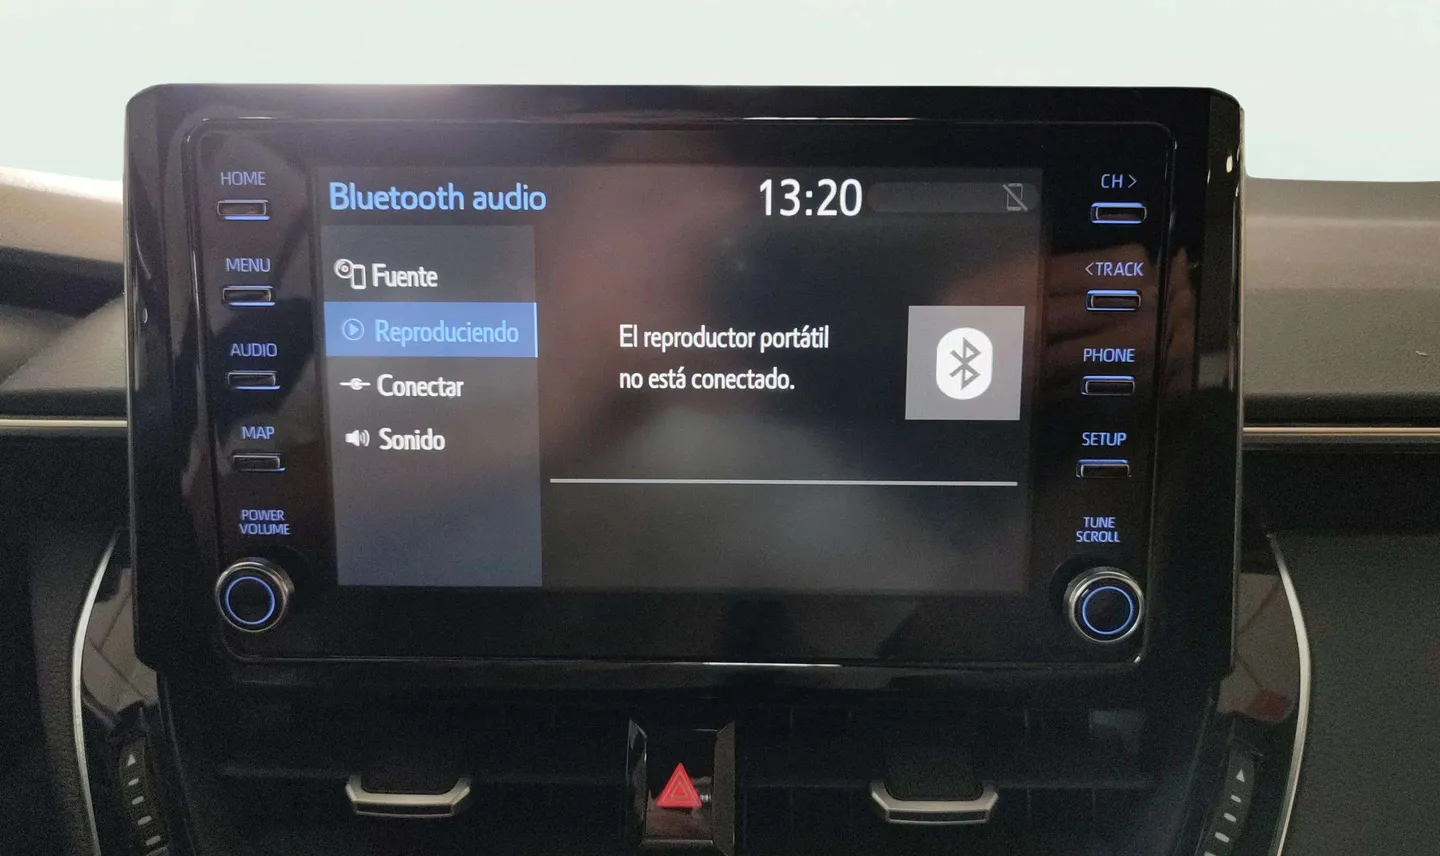 HOME
MENU
AUDIO
MAP
POWER
VOLUME
Bluetooth audio
13:20
Fuente
Reproduciendo
Conectar
Sonido
El reproductor portátil
no está conectado.
CH >
< TRACK
PHONE
SETUP
TUNE
SCROLL